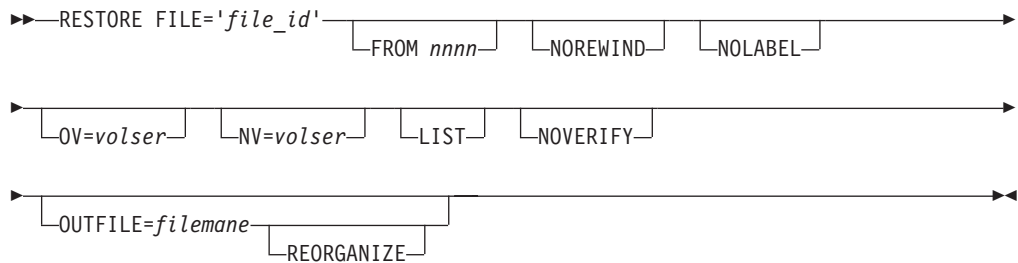 RESTORE FILE='file_id'
FROM nnnn NOREWIND NOLABEL
OV=volser NV=volser LIST NOVERIFY
OUTFILE=filemane
REORGANIZE